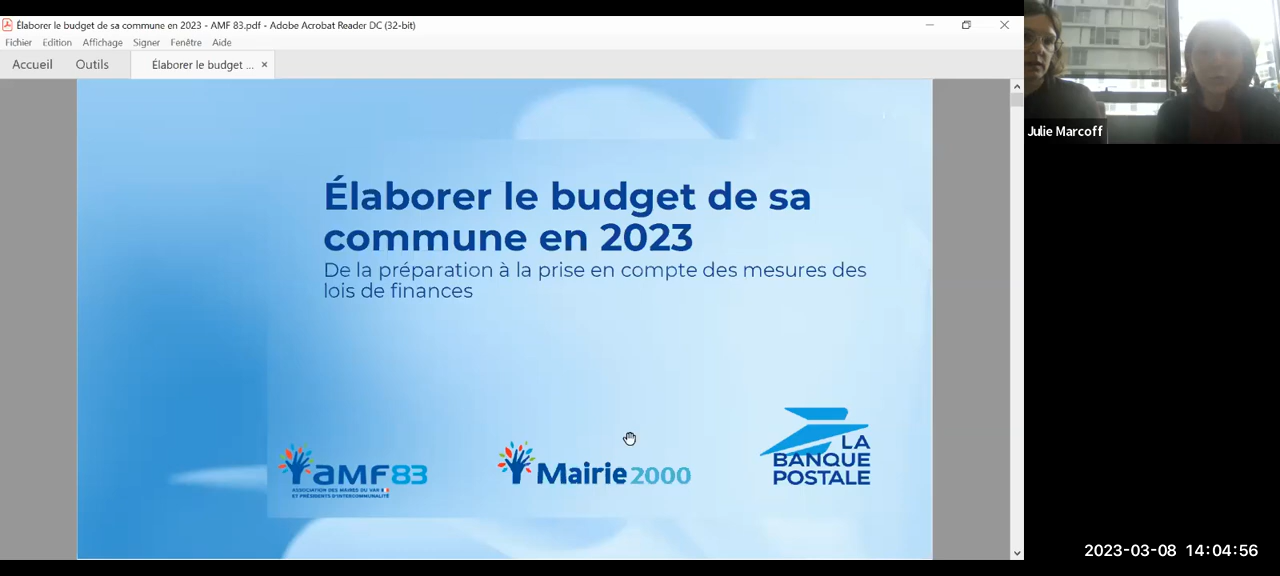 Élaborer le budget de sa commune en 2023 - AMF 83.pdf - Adobe Acrobat Reader DC (32-bit)
Fichier Edition Affichage Signer Fenêtre Aide
Accueil Outils Élaborer le budget ... ×
Élaborer le budget de sa
commune en 2023
De la préparation à la prise en compte des mesures des
lois de finances
AMF83
ASSOCIATION DES MAIRES DU VAR
ET PRÉSIDENTS D'INTERCOMMUNALITÉ
Mairie 2000
LA
BANQUE
POSTALE
Julie Marcoff
2023-03-08 14:04:56